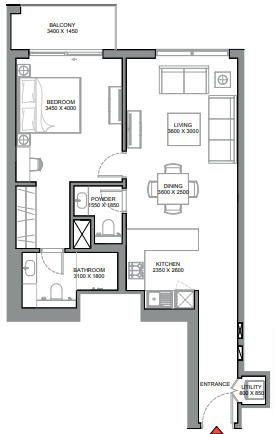 BALCONY
3400 X 1450
BEDROOM
3450 X 4000
LIVING
3600 X 3000
DINING
3600 X 2500
POWDER
1550 X 1850
KITCHEN
2350 X 2600
BATHROOM
3100 X 1800
ENTRANCE
UTILITY
800 X 850